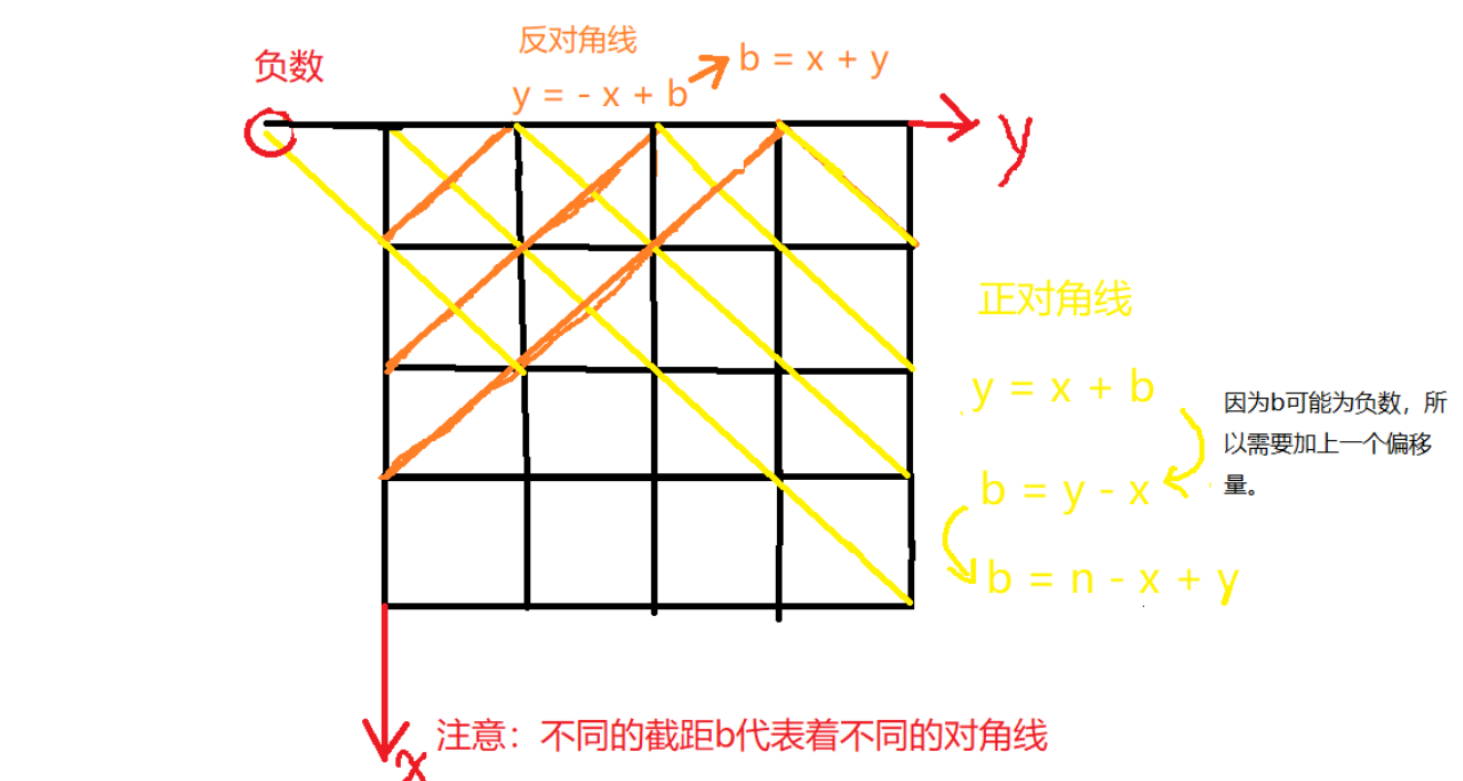 反对角线
负数
b = x + y
y = - x + b
y
正对角线
y = x + b
因为b可能为负数，所
以需要加上一个偏移
量。
b = y - x
b = n - x + y
注意：不同的截距b代表着不同的对角线
x